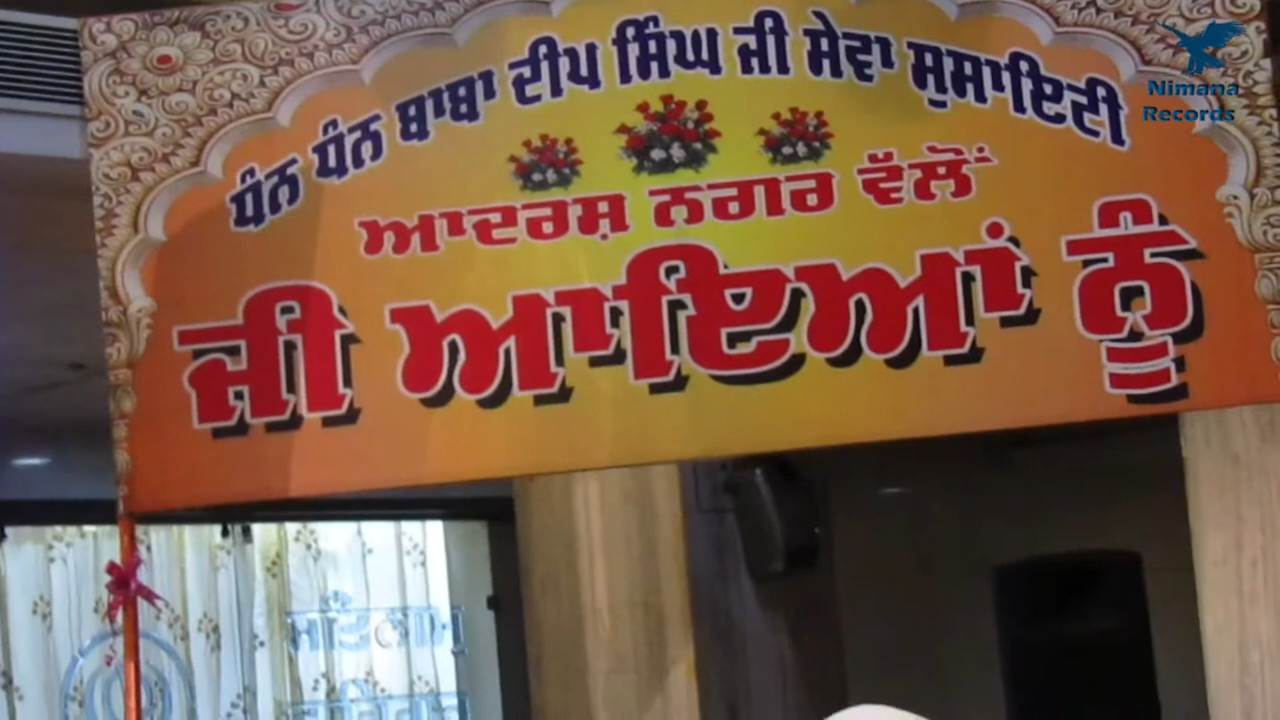 ਧੰਨ ਧੰਨ ਬਾਬਾ ਦੀਪ ਸਿੰਘ ਜੀ ਸੇਵਾ ਸੁਸਾਇਟੀ
ਆਦਰਸ਼ ਨਗਰ ਵੱਲੋਂ
ਜੀ ਆਇਆਂ ਨੂੰ
Nimana
Records